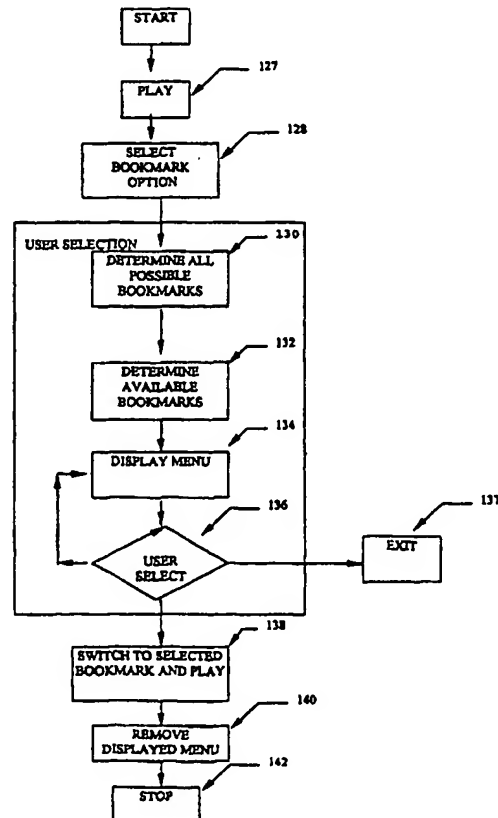 START
127
PLAY
128
SELECT
BOOKMARK
OPTION
USER SELECTION
130
DETERMINE ALL
POSSIBLE
BOOKMARKS
132
DETERMINE
AVAILABLE
BOOKMARKS
134
DISPLAY MENU
136
USER
SELECT
137
EXIT
138
SWITCH TO SELECTED
BOOKMARK AND PLAY
140
REMOVE
DISPLAYED MENU
142
STOP